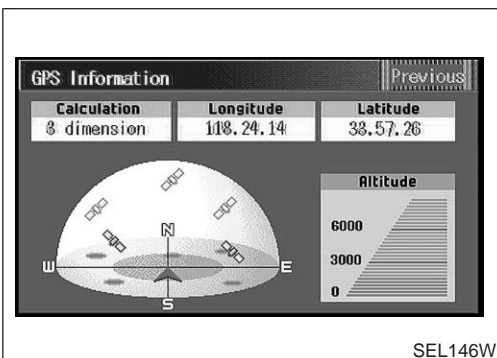 GPS Information Previous
Calculation Longitude Latitude
3 dimension 118.24.14 33.57.26
Altitude
6000
3000
0
N
W E
S
SEL146W